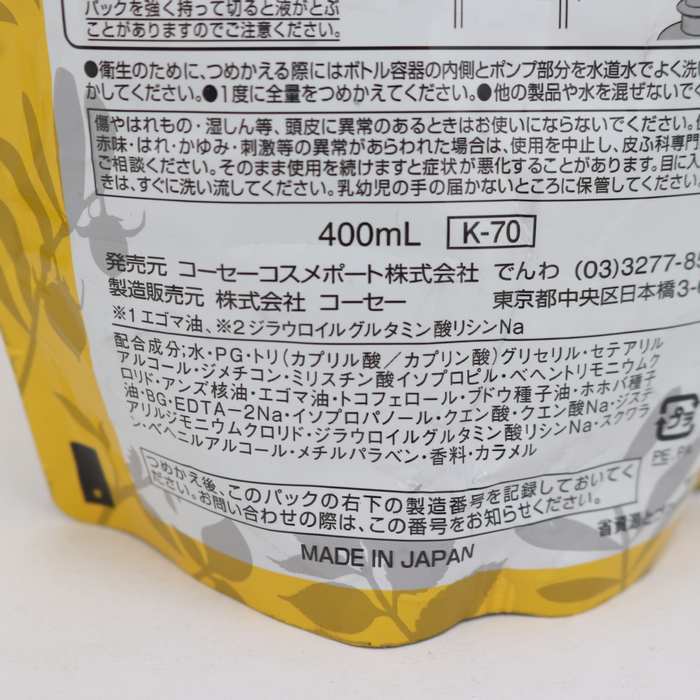 パックを強く持って切ると液がとぶ
ことがありますのでご注意ください。
●衛生のために、つめかえる際にはボトル容器の内側とポンプ部分を水道水でよく洗い
かしてください。●1度に全量をつめかえてください。●他の製品や水を混ぜないでく
傷やはれもの・湿しん等、頭皮に異常のあるときはお使いにならないでください。
赤味・はれ・かゆみ・刺激等の異常があらわれた場合は、使用を中止し、皮ふ科専門
ご相談ください。そのまま使用を続けますと症状が悪化することがあります。目に入
きは、すぐに洗い流してください。乳幼児の手の届かないところに保管してください。
400mL K-70
発売元 コーセーコスメポート株式会社 でんわ (03)3277-85
製造販売元 株式会社 コーセー 東京都中央区日本橋3-6
※1エゴマ油、※2ジラウロイルグルタミン酸リシンNa
配合成分;水・PG・トリ(カプリル酸/カプリン酸)グリセリル・セテアリル
アルコール・ジメチコン・ミリスチン酸イソプロピル・ベヘントリモニウムク
ロリド・アンズ核油・エゴマ油・トコフェロール・ブドウ種子油・ホホバ種子
油・BG・EDTA-2Na・イソプロパノール・クエン酸・クエン酸Na・ジステ
アリルジモニウムクロリド・ジラウロイルグルタミン酸リシンNa・スクワラ
ン・ベヘニルアルコール・メチルパラベン・香料・カラメル
プラ
PE, PA
つめかえ後、このパックの右下の製造番号を記録しておいてく
ださい。お問い合わせの際は、この番号をお知らせください。
省資源
MADE IN JAPAN